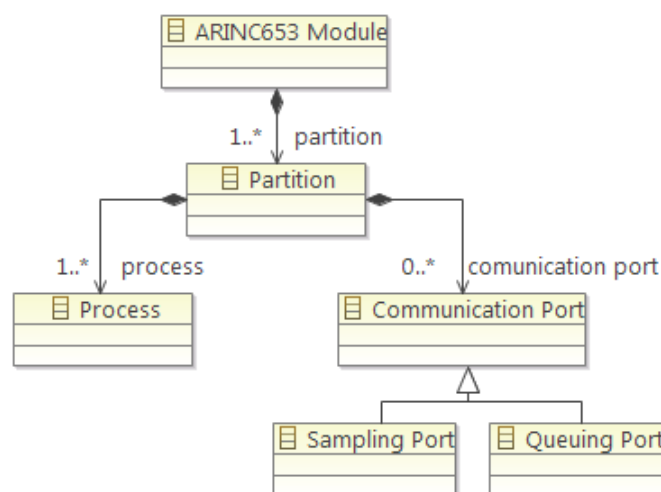 ARINC653 Module
1..* partition
Partition
1..* process
0..* comunication port
Process
Communication Port
Sampling Port
Queuing Port